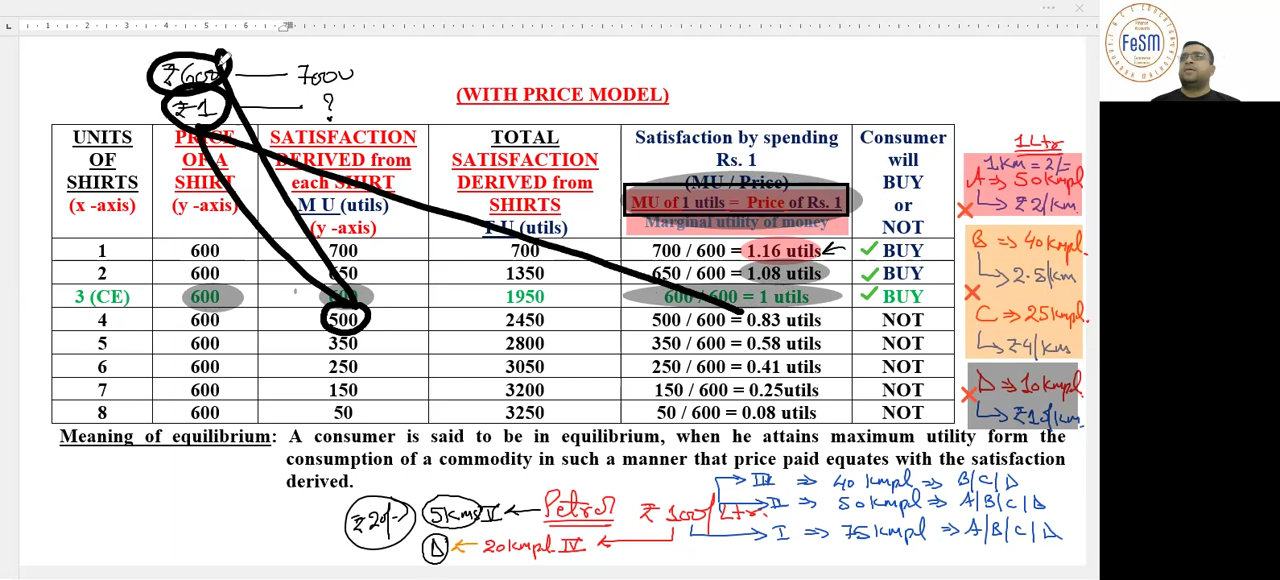 ₹600 — 700U
₹1 ?
(WITH PRICE MODEL)
UNITS OF SHIRTS (x -axis)
PRICE OF A SHIRT (y -axis)
SATISFACTION DERIVED from each SHIRT M U (utils) (y -axis)
TOTAL SATISFACTION DERIVED from SHIRTS T U (utils)
Satisfaction by spending Rs. 1 (MU / Price)
MU of 1 utils = Price of Rs. 1
Marginal utility of money
Consumer will BUY or NOT
1 600 700 700 700 / 600 = 1.16 utils BUY
2 600 650 1350 650 / 600 = 1.08 utils BUY
3 (CE) 600 600 1950 600 / 600 = 1 utils BUY
4 600 500 2450 500 / 600 = 0.83 utils NOT
5 600 350 2800 350 / 600 = 0.58 utils NOT
6 600 250 3050 250 / 600 = 0.41 utils NOT
7 600 150 3200 150 / 600 = 0.25utils NOT
8 600 50 3250 50 / 600 = 0.08 utils NOT
Meaning of equilibrium: A consumer is said to be in equilibrium, when he attains maximum utility form the
consumption of a commodity in such a manner that price paid equates with the satisfaction
derived.
1 Ltr
1 KM = 2/=
A ⇒ 50kmpl
₹2/km.
B ⇒ 40kmpl
2.5/km
C ⇒ 25kmpl.
₹4/km
D ⇒ 10kmpl.
₹10/km.
III ⇒ 40 kmpl ⇒ B/C/D
II ⇒ 50kmpl ⇒ A/B/C/D
I ⇒ 75kmpl ⇒ A/B/C/D
5kms V ← Petrol ₹ 100/Ltr.
D ← 20kmpl IV
FeSM